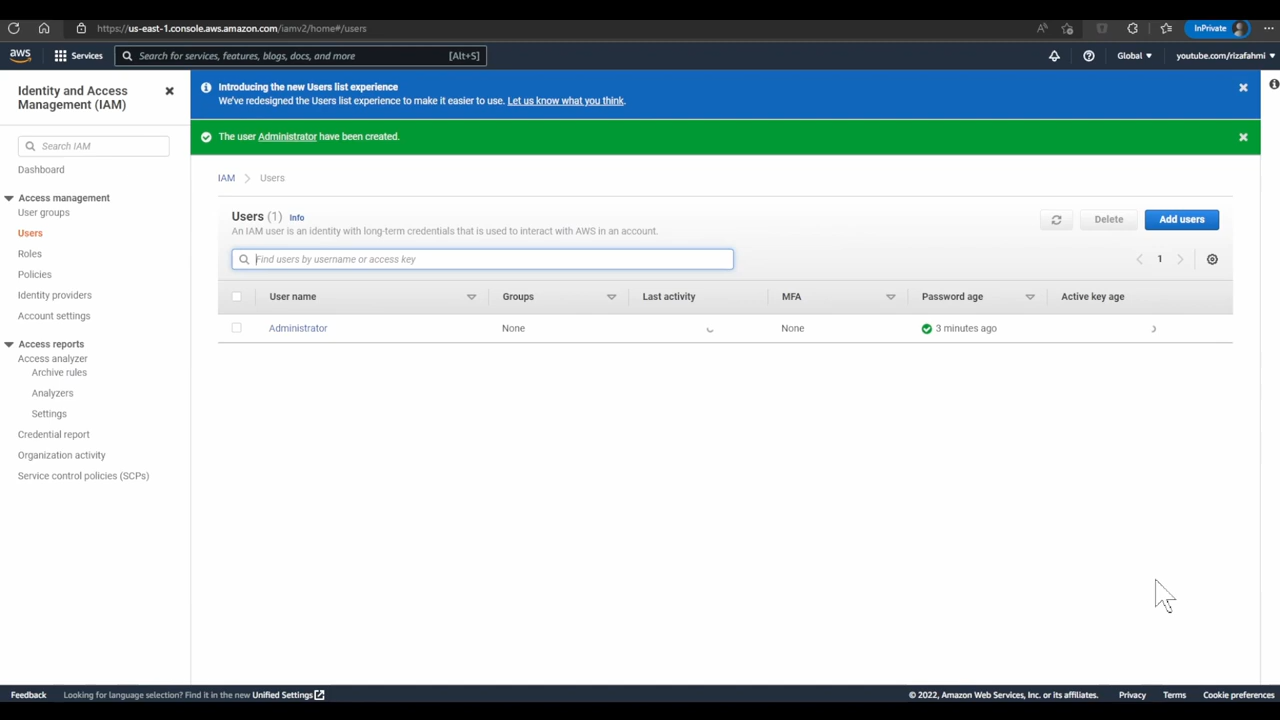 https://us-east-1.console.aws.amazon.com/iamv2/home#/users
InPrivate
aws
Services
Search for services, features, blogs, docs, and more
[Alt+S]
Global
youtube.com/rizafahmi
Identity and Access
Management (IAM)
Search IAM
Dashboard
Access management
User groups
Users
Roles
Policies
Identity providers
Account settings
Access reports
Access analyzer
Archive rules
Analyzers
Settings
Credential report
Organization activity
Service control policies (SCPs)
Introducing the new Users list experience
We've redesigned the Users list experience to make it easier to use. Let us know what you think.
The user Administrator have been created.
IAM > Users
Users (1) Info
An IAM user is an identity with long-term credentials that is used to interact with AWS in an account.
Delete
Add users
Find users by username or access key
1
User name Groups Last activity MFA Password age Active key age
Administrator None None 3 minutes ago
Feedback Looking for language selection? Find it in the new Unified Settings
© 2022, Amazon Web Services, Inc. or its affiliates. Privacy Terms Cookie preferences